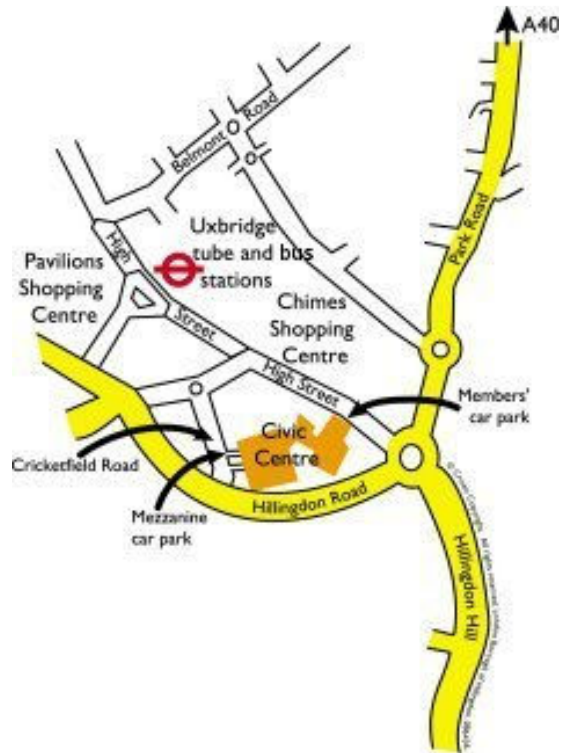 A40
Belmont Road
Park Road
Uxbridge
tube and bus
stations
High Street
Pavilions
Shopping
Centre
Chimes
Shopping
Centre
High Street
Members'
car park
Civic
Centre
Cricketfield Road
Mezzanine
car park
Hillingdon Road
Hillingdon Hill